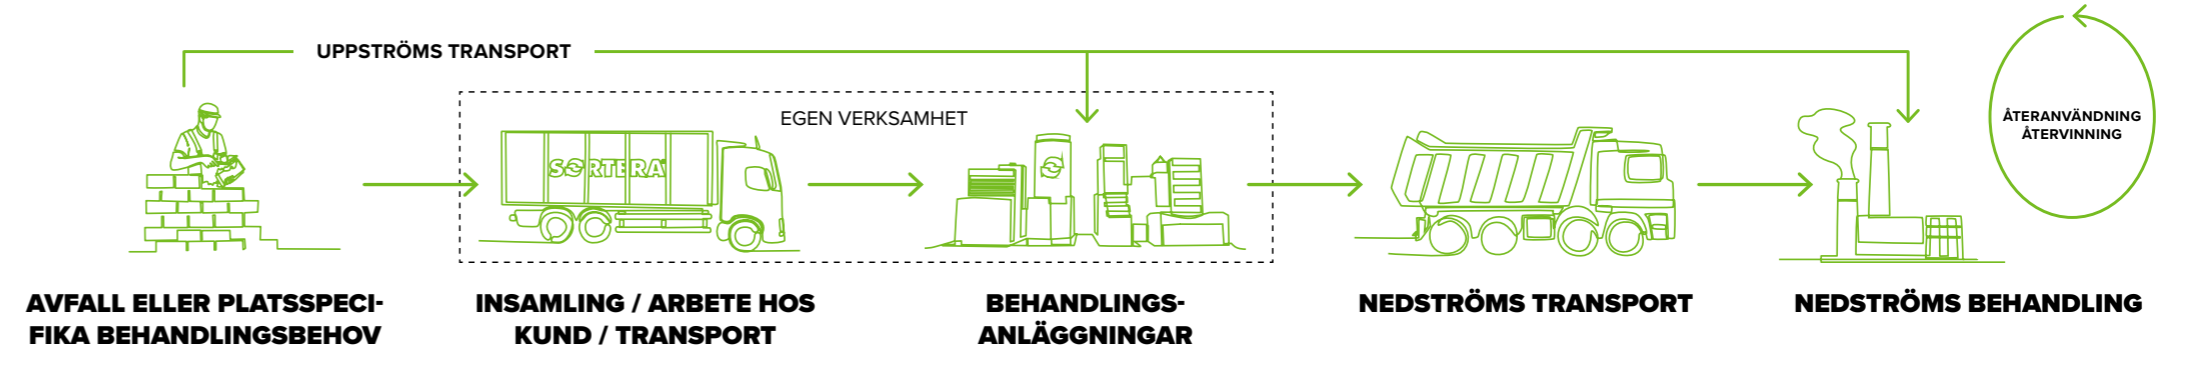 UPPSTRÖMS TRANSPORT
EGEN VERKSAMHET
SORTERA
ÅTERANVÄNDNING
ÅTERVINNING
AVFALL ELLER PLATSSPECI-
FIKA BEHANDLINGSBEHOV
INSAMLING / ARBETE HOS
KUND / TRANSPORT
BEHANDLINGS-
ANLÄGGNINGAR
NEDSTRÖMS TRANSPORT
NEDSTRÖMS BEHANDLING